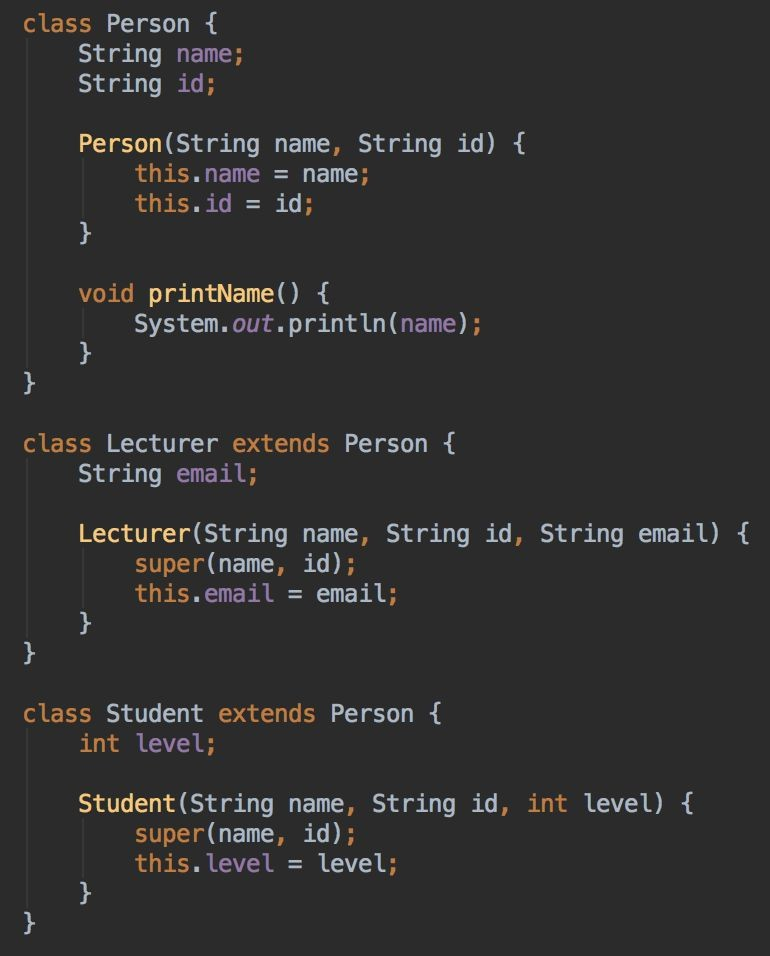 class Person {
    String name;
    String id;

    Person(String name, String id) {
        this.name = name;
        this.id = id;
    }

    void printName() {
        System.out.println(name);
    }
}

class Lecturer extends Person {
    String email;

    Lecturer(String name, String id, String email) {
        super(name, id);
        this.email = email;
    }
}

class Student extends Person {
    int level;

    Student(String name, String id, int level) {
        super(name, id);
        this.level = level;
    }
}